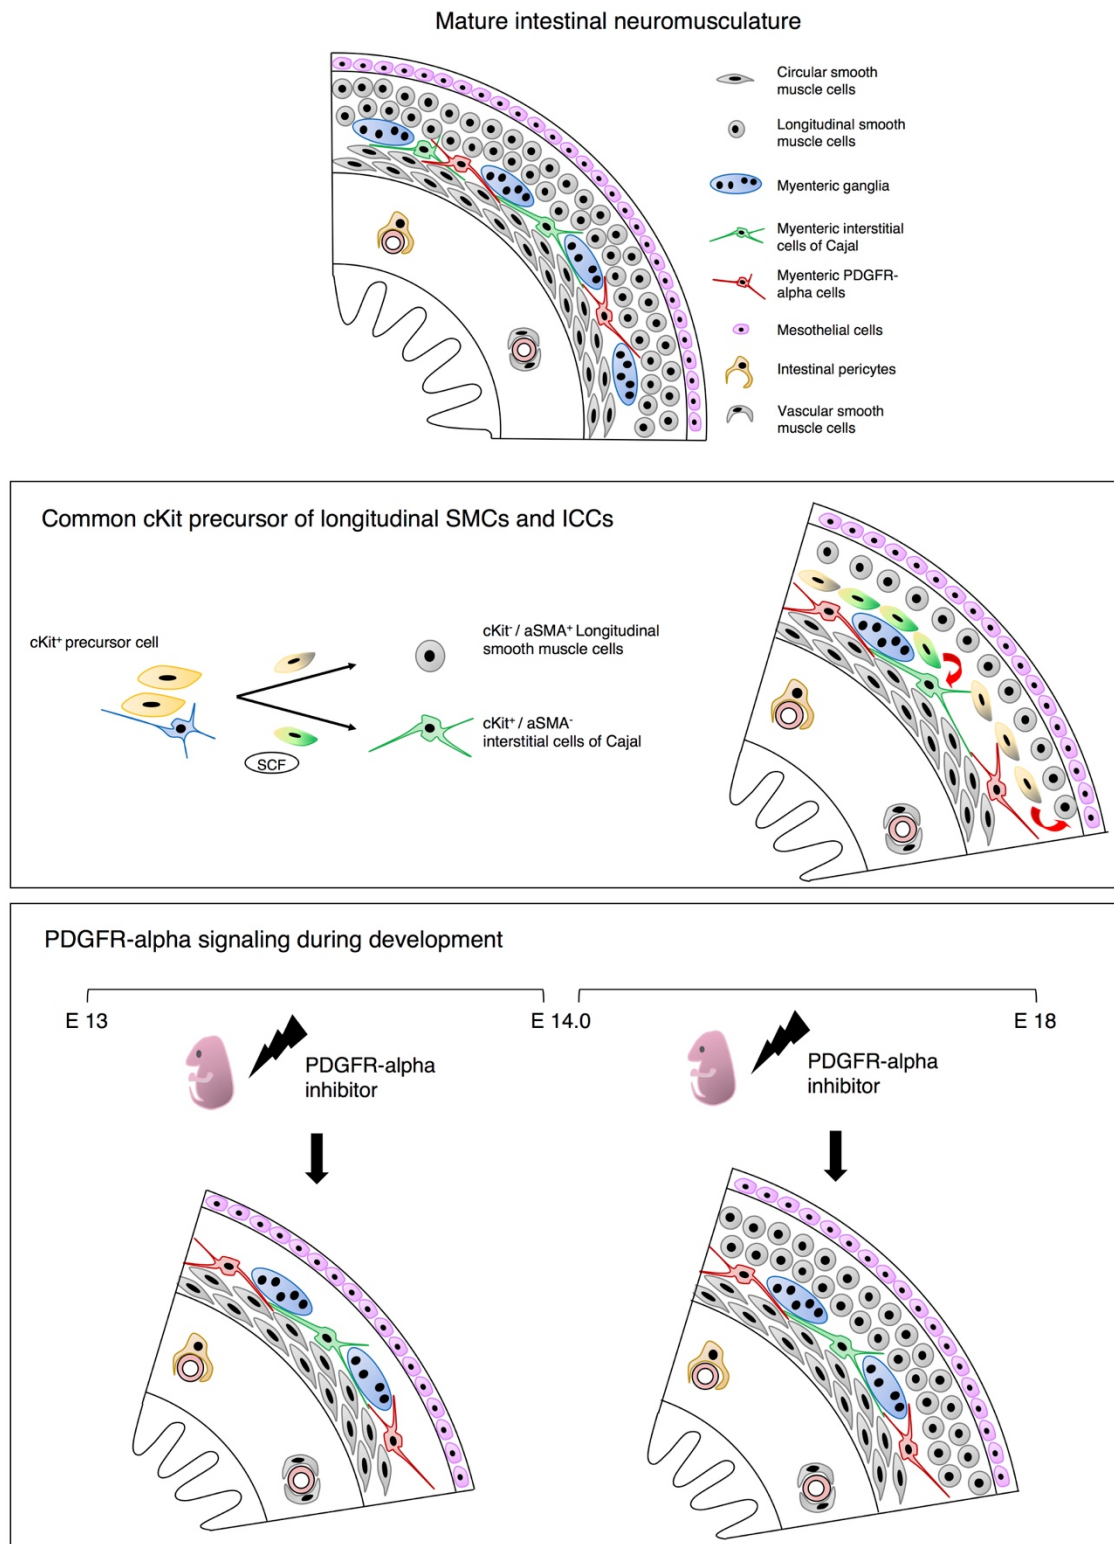 Mature intestinal neuromusculature
Circular smooth
muscle cells
Longitudinal smooth
muscle cells
Myenteric ganglia
Myenteric interstitial
cells of Cajal
Myenteric PDGFR-
alpha cells
Mesothelial cells
Intestinal pericytes
Vascular smooth
muscle cells
Common cKit precursor of longitudinal SMCs and ICCs
cKit⁺ precursor cell
SCF
cKit⁻ / aSMA⁺ Longitudinal
smooth muscle cells
cKit⁺ / aSMA⁻
interstitial cells of Cajal
PDGFR-alpha signaling during development
E 13
E 14.0
E 18
PDGFR-alpha
inhibitor
PDGFR-alpha
inhibitor